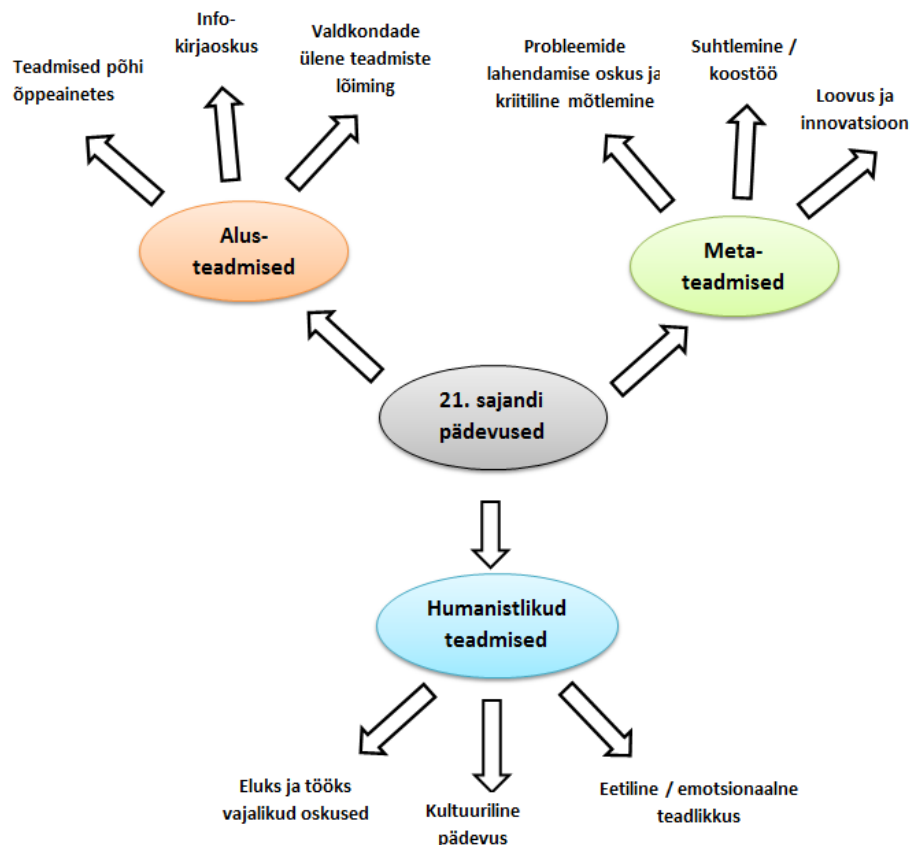 Info-
kirjaoskus
Teadmised põhi
õppeainetes
Valdkondade
ülene teadmiste
lõiming
Probleemide
lahendamise oskus ja
kriitiline mõtlemine
Suhtlemine /
koostöö
Loovus ja
innovatsioon
Alus-
teadmised
Meta-
teadmised
21. sajandi
pädevused
Humanistlikud
teadmised
Eluks ja tööks
vajalikud oskused
Kultuuriline
pädevus
Eetiline / emotsionaalne
teadlikkus